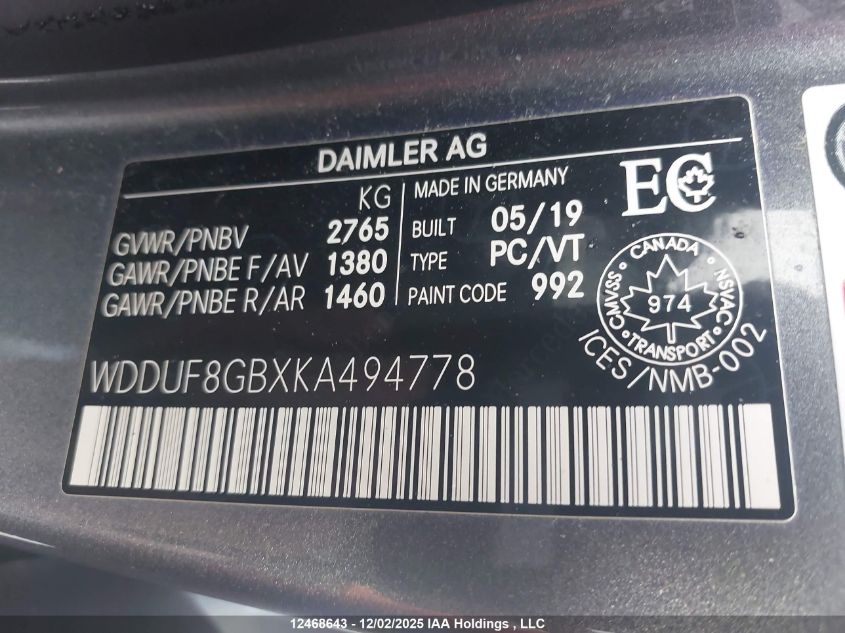 DAIMLER AG
KG
GVWR/PNBV 2765
GAWR/PNBE F/AV 1380
GAWR/PNBE R/AR 1460
MADE IN GERMANY
BUILT 05/19
TYPE PC/VT
PAINT CODE 992
EC
CANADA
CMVSS 974 NSVAC
TRANSPORT
ICES/NMB-002
WDDUF8GBXKA494778
12468643 - 12/02/2025 IAA Holdings , LLC